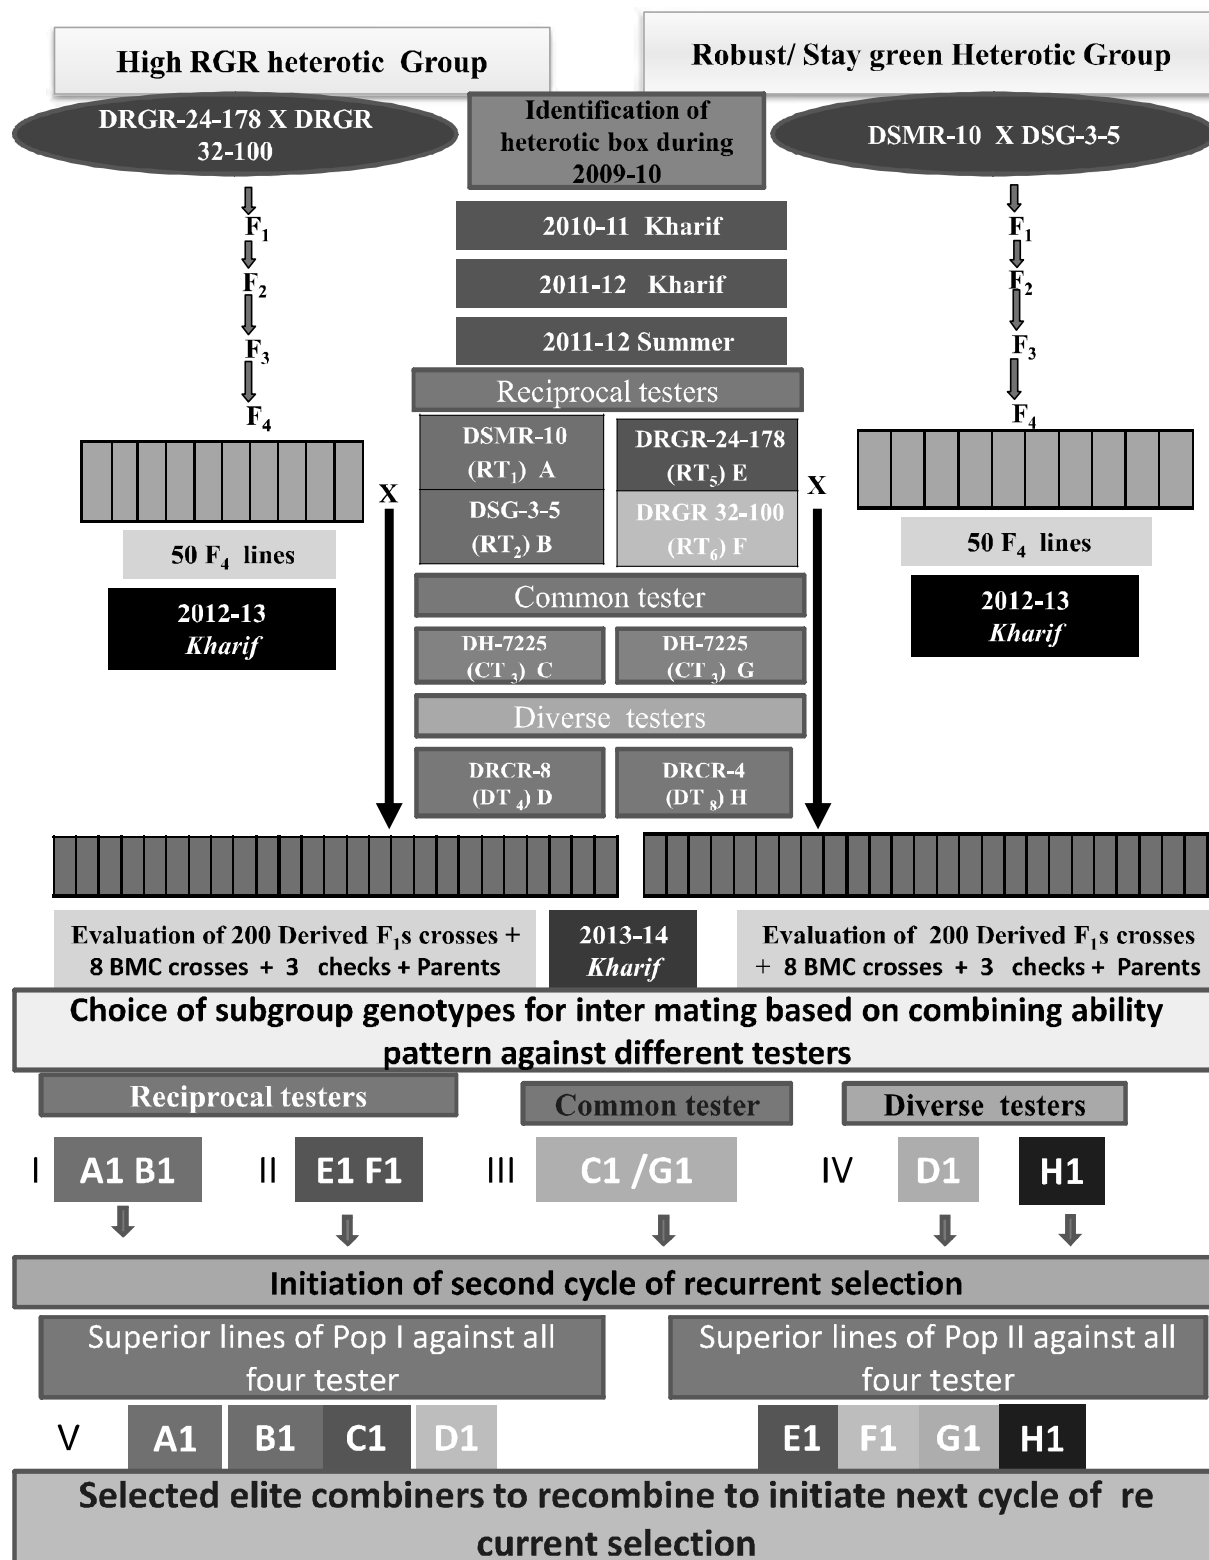 High RGR heterotic Group
Robust/ Stay green Heterotic Group
DRGR-24-178 X DRGR
32-100
Identification of
heterotic box during
2009-10
DSMR-10 X DSG-3-5
F1
F2
F3
F4
2010-11 Kharif
2011-12 Kharif
2011-12 Summer
F1
F2
F3
F4
Reciprocal testers
DSMR-10
(RT1) A
DRGR-24-178
(RT5) E
X
X
DSG-3-5
(RT2) B
DRGR 32-100
(RT6) F
50 F4 lines
50 F4 lines
2012-13
Kharif
2012-13
Kharif
Common tester
DH-7225
(CT 3) C
DH-7225
(CT 3) G
Diverse testers
DRCR-8
(DT 4) D
DRCR-4
(DT 8) H
Evaluation of 200 Derived F1s crosses +
8 BMC crosses + 3 checks + Parents
2013-14
Kharif
Evaluation of 200 Derived F1s crosses
+ 8 BMC crosses + 3 checks + Parents
Choice of subgroup genotypes for inter mating based on combining ability
pattern against different testers
Reciprocal testers
Common tester
Diverse testers
I A1 B1
II E1 F1
III C1 /G1
IV D1 H1
Initiation of second cycle of recurrent selection
Superior lines of Pop I against all
four tester
Superior lines of Pop II against all
four tester
V A1 B1 C1 D1
E1 F1 G1 H1
Selected elite combiners to recombine to initiate next cycle of re
current selection